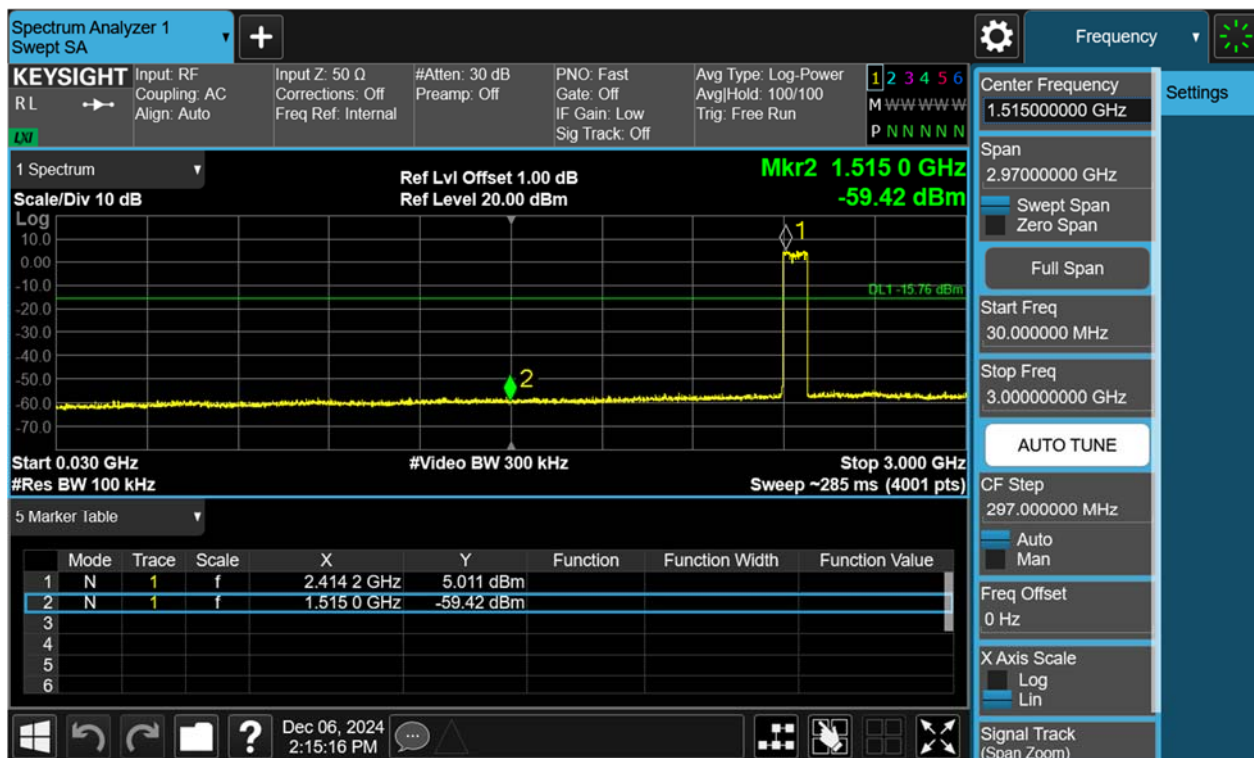 Spectrum Analyzer 1
Swept SA
+
Frequency
KEYSIGHT
RL
LXI
Input: RF
Coupling: AC
Align: Auto
Input Z: 50 Ω
Corrections: Off
Freq Ref: Internal
#Atten: 30 dB
Preamp: Off
PNO: Fast
Gate: Off
IF Gain: Low
Sig Track: Off
Avg Type: Log-Power
Avg|Hold: 100/100
Trig: Free Run
1 2 3 4 5 6
M W W W W W
P N N N N N
1 Spectrum
Scale/Div 10 dB
Ref Lvl Offset 1.00 dB
Ref Level 20.00 dBm
Mkr2 1.515 0 GHz
-59.42 dBm
Log
10.0
0.00
-10.0
-20.0
-30.0
-40.0
-50.0
-60.0
-70.0
1
DL1 -15.76 dBm
2
Start 0.030 GHz
#Video BW 300 kHz
Stop 3.000 GHz
#Res BW 100 kHz
Sweep ~285 ms (4001 pts)
5 Marker Table
Mode Trace Scale X Y Function Function Width Function Value
1 N 1 f 2.414 2 GHz 5.011 dBm
2 N 1 f 1.515 0 GHz -59.42 dBm
3
4
5
6
Dec 06, 2024
2:15:16 PM
?
Center Frequency
1.515000000 GHz
Settings
Span
2.97000000 GHz
Swept Span
Zero Span
Full Span
Start Freq
30.000000 MHz
Stop Freq
3.000000000 GHz
AUTO TUNE
CF Step
297.000000 MHz
Auto
Man
Freq Offset
0 Hz
X Axis Scale
Log
Lin
Signal Track
(Span Zoom)